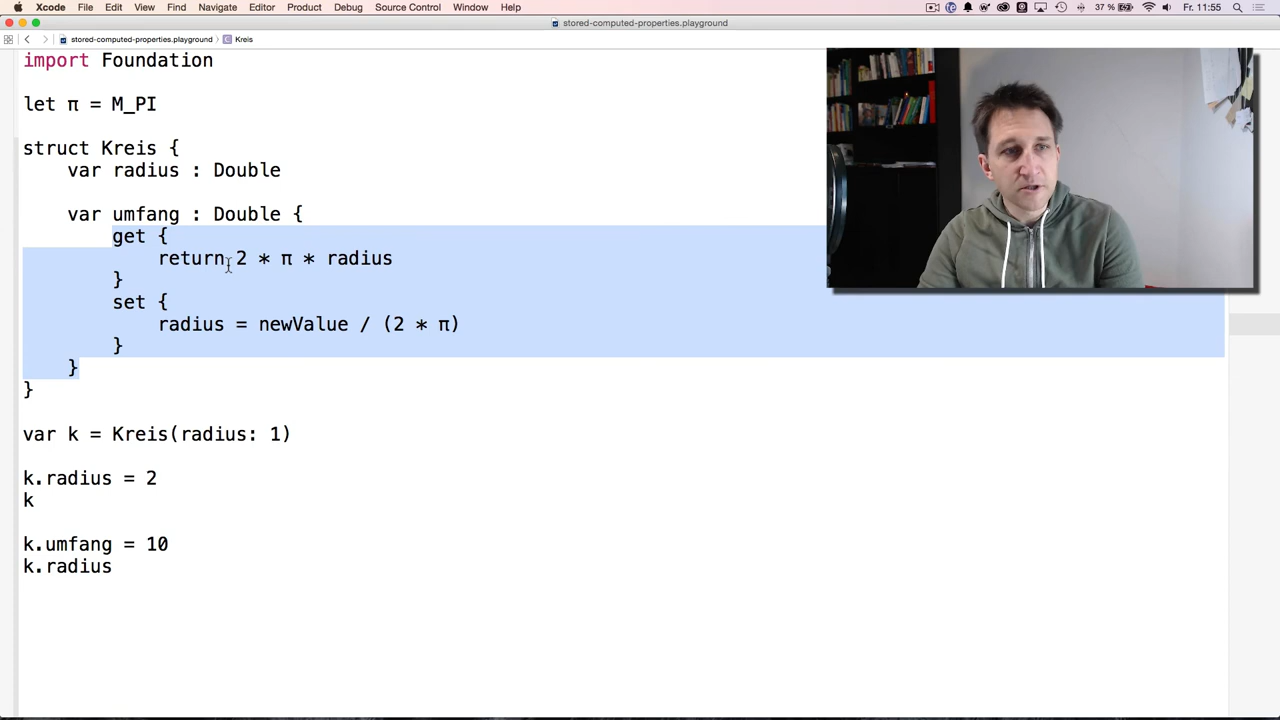 Xcode File Edit View Find Navigate Editor Product Debug Source Control Window Help 37 % Fr. 11:55
stored-computed-properties.playground
stored-computed-properties.playground Kreis
import Foundation
let π = M_PI
struct Kreis {
var radius : Double
var umfang : Double {
get {
return 2 * π * radius
}
set {
radius = newValue / (2 * π)
}
}
}
var k = Kreis(radius: 1)
k.radius = 2
k
k.umfang = 10
k.radius